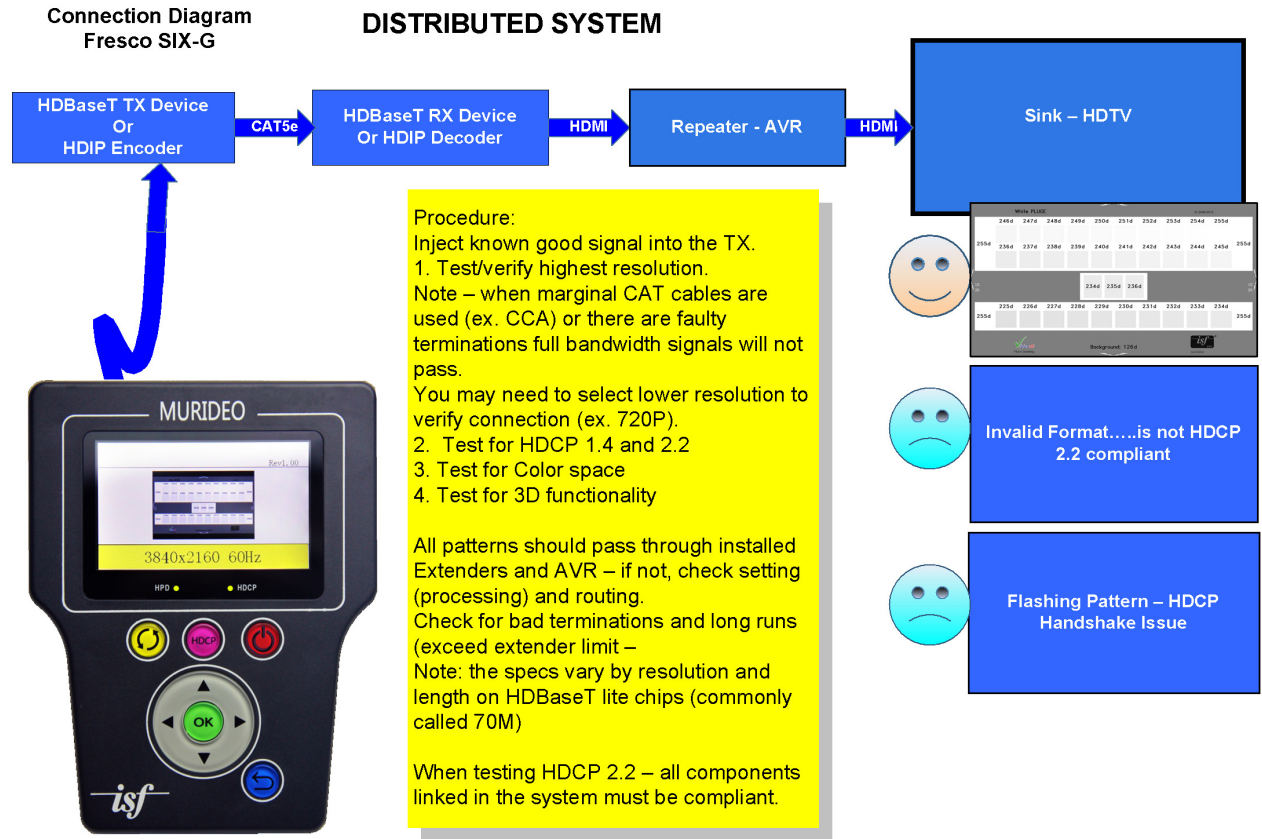 Connection Diagram
Fresco SIX-G
DISTRIBUTED SYSTEM
HDBaseT TX Device
Or
HDIP Encoder
CAT5e
HDBaseT RX Device
Or HDIP Decoder
HDMI
Repeater - AVR
HDMI
Sink – HDTV
Procedure:
Inject known good signal into the TX.
1. Test/verify highest resolution.
Note – when marginal CAT cables are
used (ex. CCA) or there are faulty
terminations full bandwidth signals will not
pass.
You may need to select lower resolution to
verify connection (ex. 720P).
2.  Test for HDCP 1.4 and 2.2
3. Test for Color space
4. Test for 3D functionality
All patterns should pass through installed
Extenders and AVR – if not, check setting
(processing) and routing.
Check for bad terminations and long runs
(exceed extender limit –
Note: the specs vary by resolution and
length on HDBaseT lite chips (commonly
called 70M)
When testing HDCP 2.2 – all components
linked in the system must be compliant.
White PLUGE
246d 247d 248d 249d 250d 251d 252d 253d 254d 255d
255d 255d
236d 237d 238d 239d 240d 241d 242d 243d 244d 245d
234d 235d 236d
225d 226d 227d 228d 229d 230d 231d 232d 233d 234d
255d 255d
Background: 126d
isf
Invalid Format…..is not HDCP
2.2 compliant
Flashing Pattern – HDCP
Handshake Issue
MURIDEO
Rev1.00
3840x2160 60Hz
HPD HDCP
HDCP
OK
isf